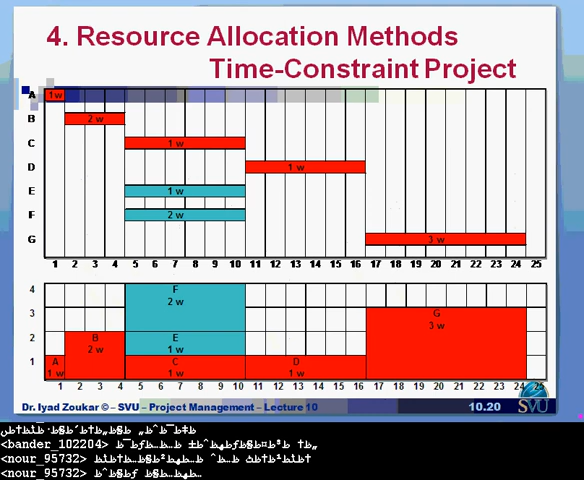 4. Resource Allocation Methods
Time-Constraint Project
A 1 w
B 2 w
C 1 w
D 1 w
E 1 w
F 2 w
G 3 w
1 2 3 4 5 6 7 8 9 10 11 12 13 14 15 16 17 18 19 20 21 22 23 24 25
4 F
2 w
3 G
3 w
2 B E
2 w 1 w
1 A C D
1 w 1 w 1 w
1 2 3 4 5 6 7 8 9 10 11 12 13 14 15 16 17 18 19 20 21 22 23 24 25
Dr. Iyad Zoukar © – SVU – Project Management – Lecture 10 10.20 SVU
<bander_102204>
<nour_95732>
<nour_95732>